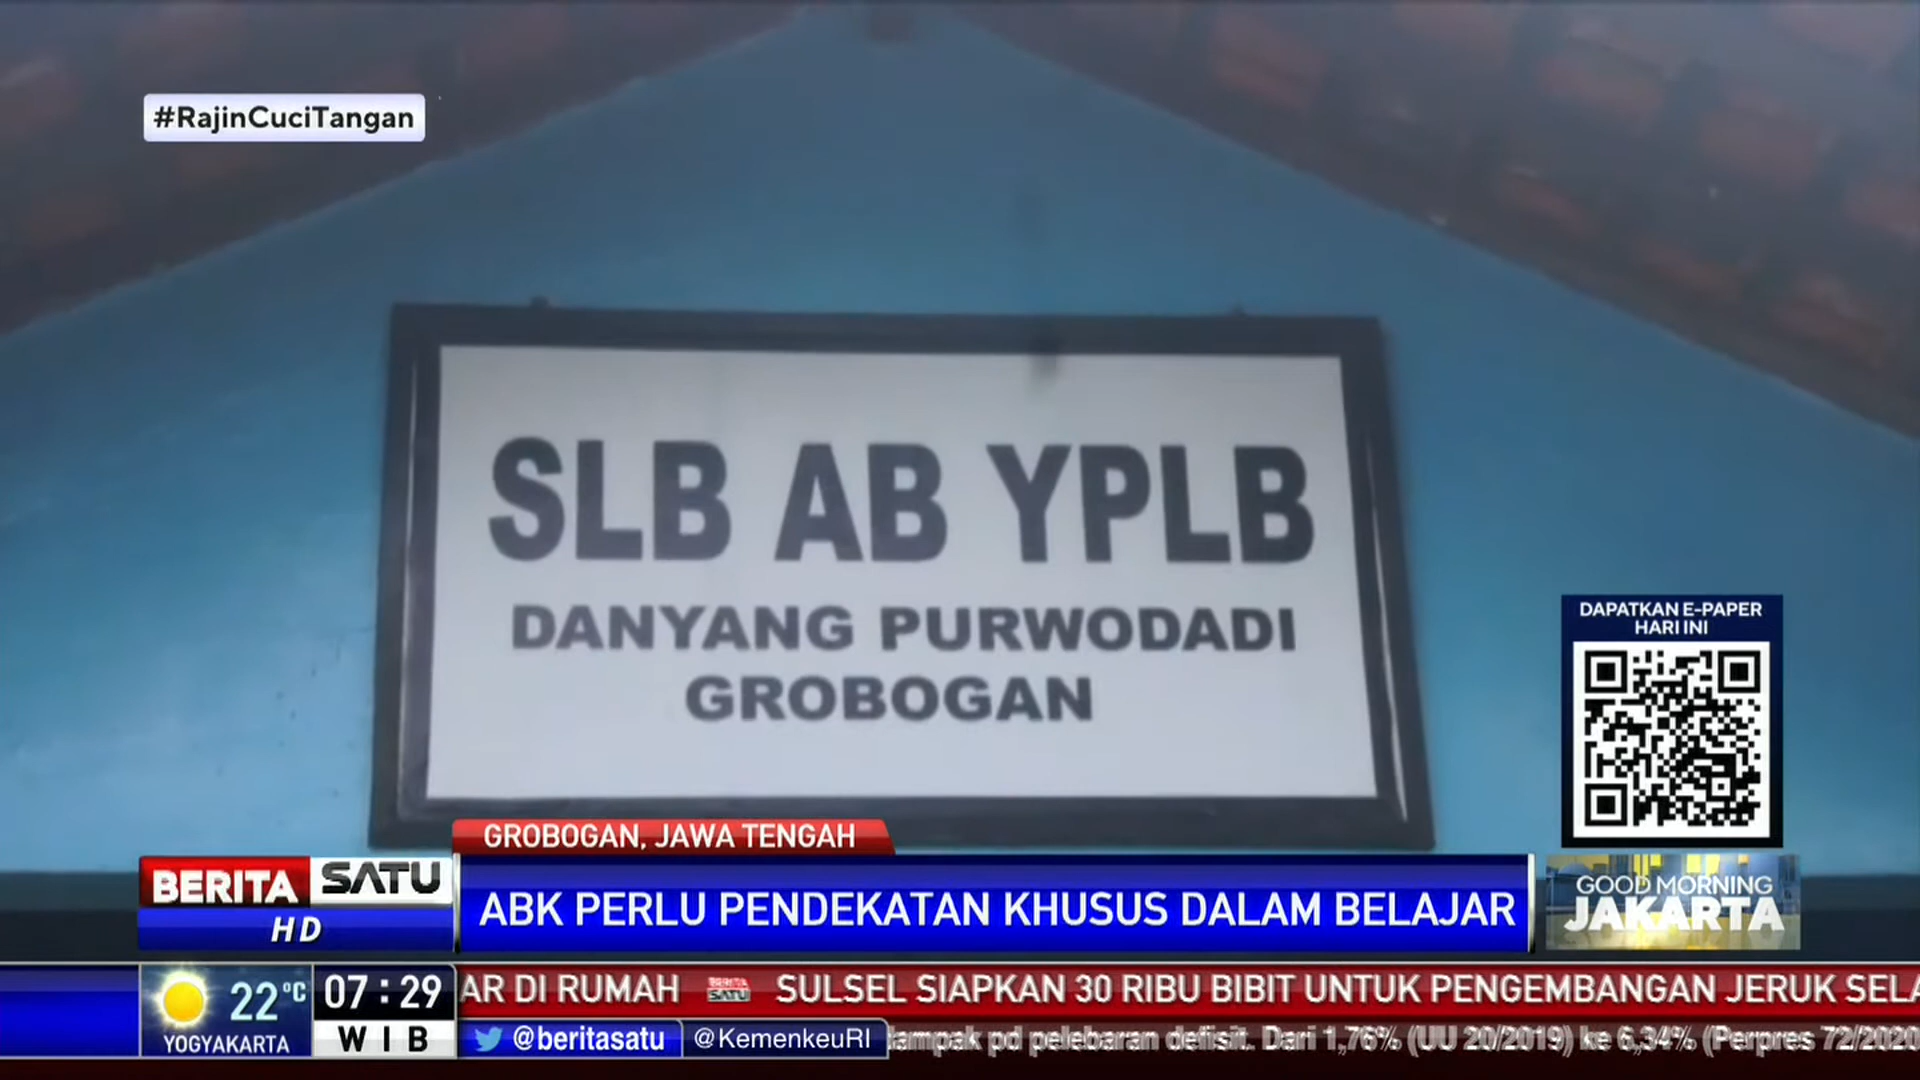 #RajinCuciTangan
SLB AB YPLB
DANYANG PURWODADI
GROBOGAN
DAPATKAN E-PAPER
HARI INI
GROBOGAN, JAWA TENGAH
BERITA SATU
HD
ABK PERLU PENDEKATAN KHUSUS DALAM BELAJAR
GOOD MORNING
JAKARTA
22°C
YOGYAKARTA
07:29
WIB
AR DI RUMAH BERITA SATU SULSEL SIAPKAN 30 RIBU BIBIT UNTUK PENGEMBANGAN JERUK SELA
@beritasatu @KemenkeuRI tampak pd pelebaran defisit. Dari 1,76% (UU 20/2019) ke 6,34% (Perpres 72/2020